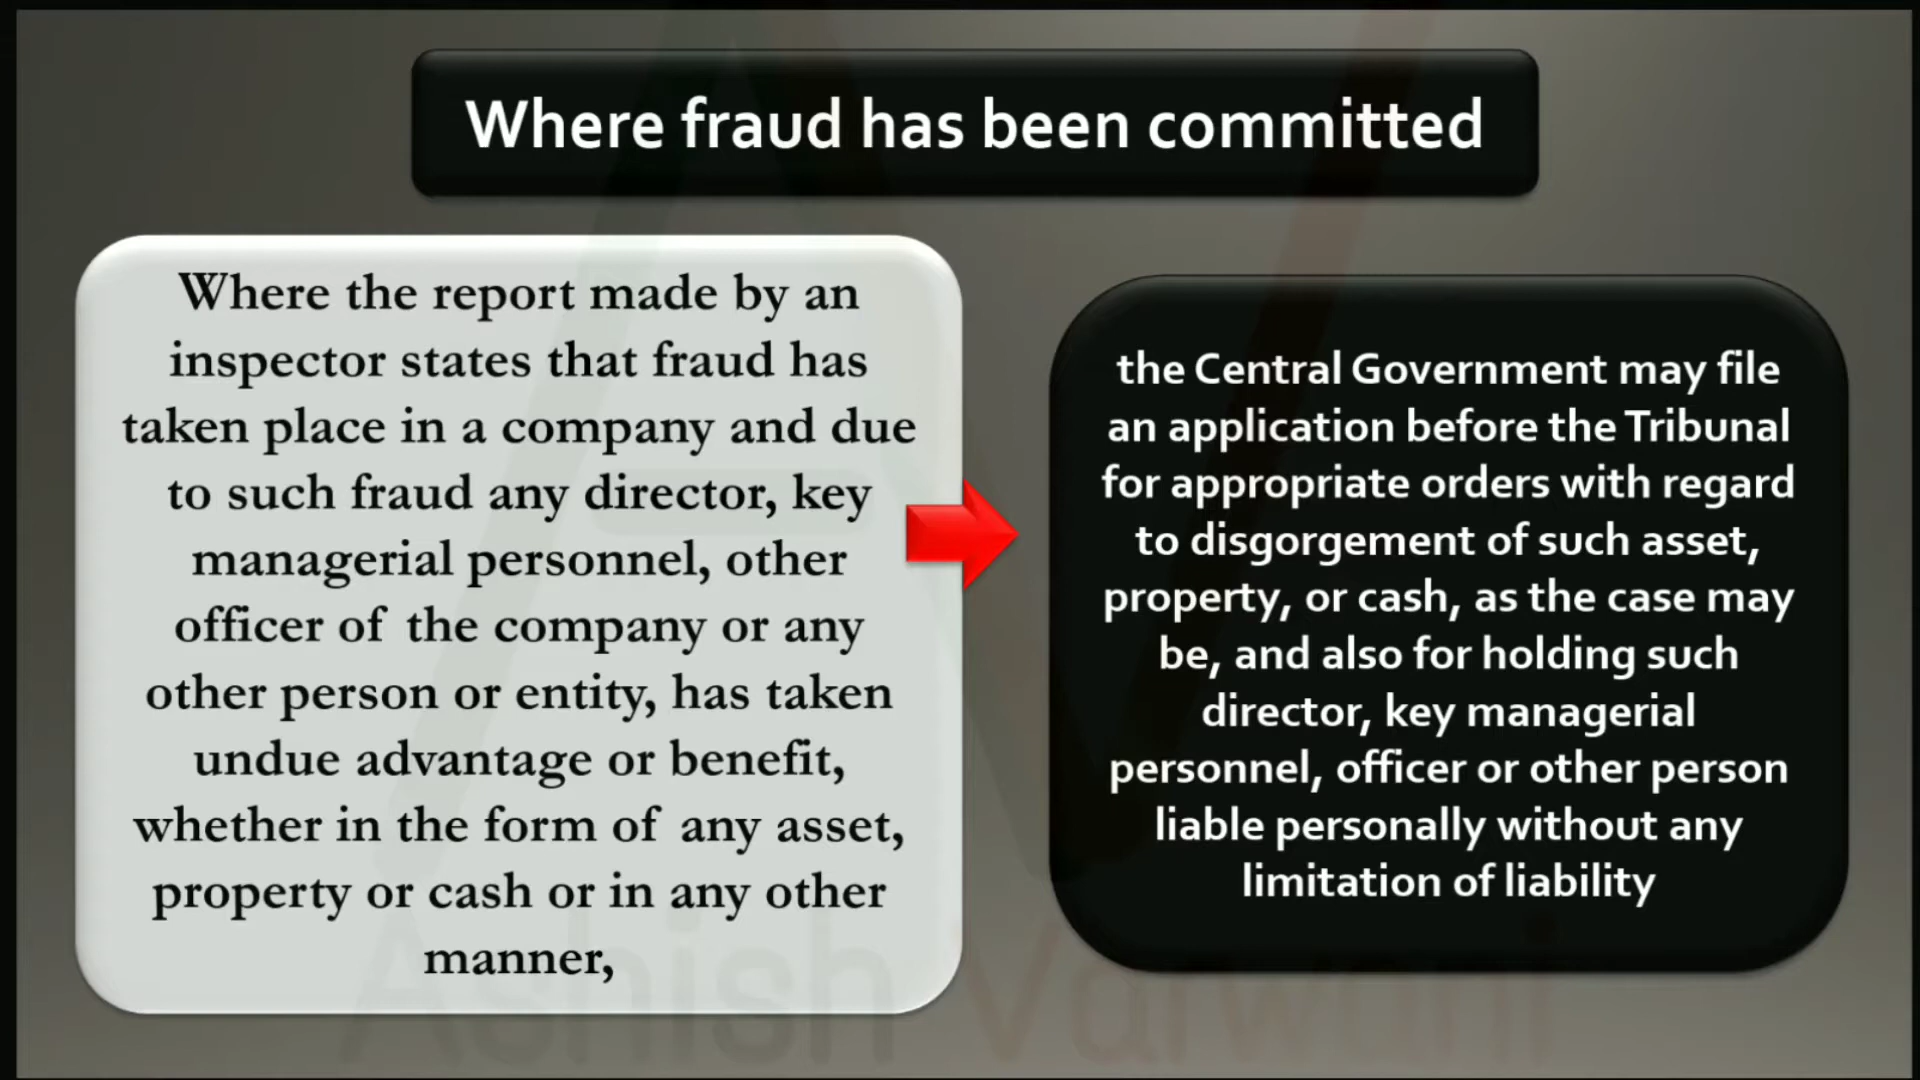 Where fraud has been committed
Where the report made by an
inspector states that fraud has
taken place in a company and due
to such fraud any director, key
managerial personnel, other
officer of the company or any
other person or entity, has taken
undue advantage or benefit,
whether in the form of any asset,
property or cash or in any other
manner,
the Central Government may file
an application before the Tribunal
for appropriate orders with regard
to disgorgement of such asset,
property, or cash, as the case may
be, and also for holding such
director, key managerial
personnel, officer or other person
liable personally without any
limitation of liability
Ashish Valwani